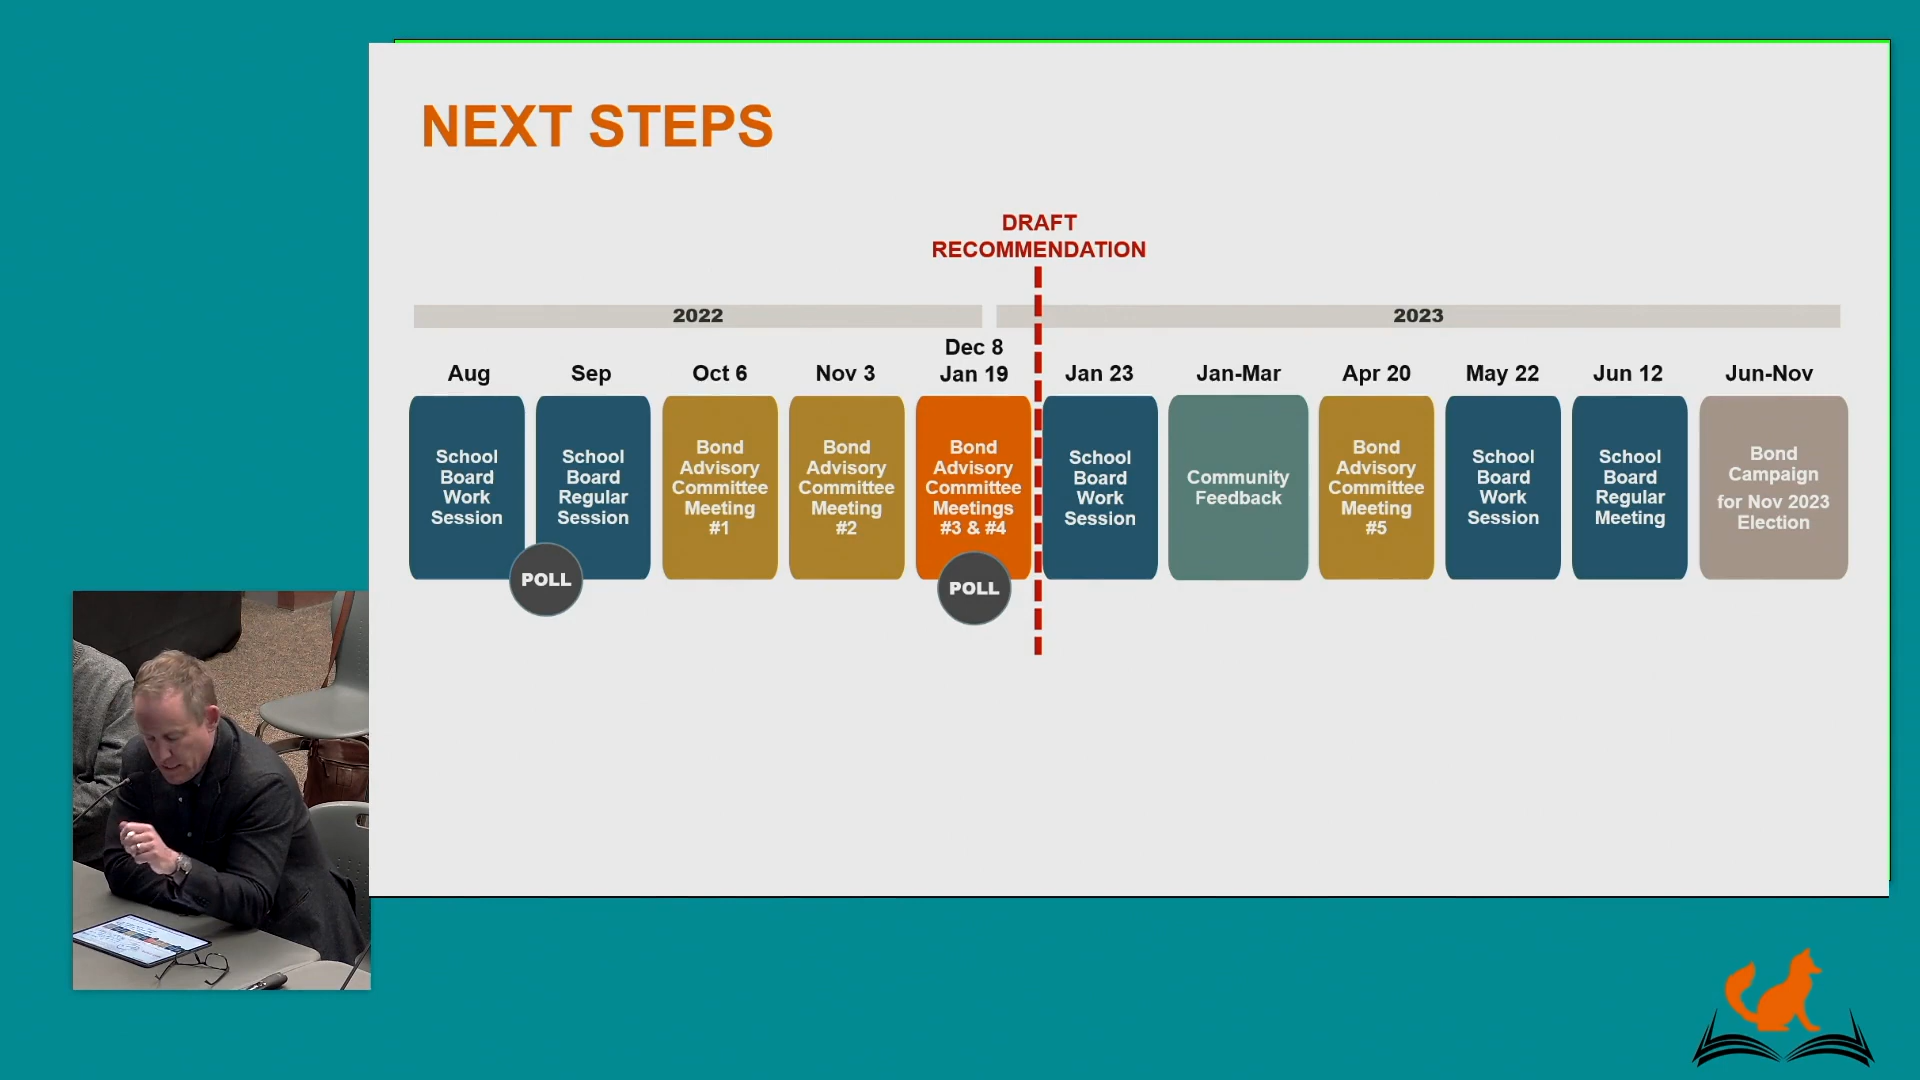 NEXT STEPS
DRAFT
RECOMMENDATION
2022
2023
Aug
Sep
Oct 6
Nov 3
Dec 8
Jan 19
Jan 23
Jan-Mar
Apr 20
May 22
Jun 12
Jun-Nov
School
Board
Work
Session
School
Board
Regular
Session
Bond
Advisory
Committee
Meeting
#1
Bond
Advisory
Committee
Meeting
#2
Bond
Advisory
Committee
Meetings
#3 & #4
School
Board
Work
Session
Community
Feedback
Bond
Advisory
Committee
Meeting
#5
School
Board
Work
Session
School
Board
Regular
Meeting
Bond
Campaign
for Nov 2023
Election
POLL
POLL